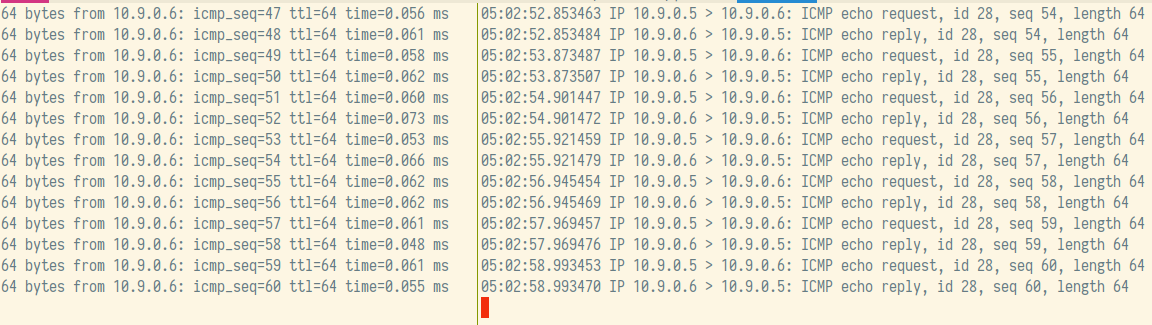 64 bytes from 10.9.0.6: icmp_seq=47 ttl=64 time=0.056 ms
64 bytes from 10.9.0.6: icmp_seq=48 ttl=64 time=0.061 ms
64 bytes from 10.9.0.6: icmp_seq=49 ttl=64 time=0.058 ms
64 bytes from 10.9.0.6: icmp_seq=50 ttl=64 time=0.062 ms
64 bytes from 10.9.0.6: icmp_seq=51 ttl=64 time=0.060 ms
64 bytes from 10.9.0.6: icmp_seq=52 ttl=64 time=0.073 ms
64 bytes from 10.9.0.6: icmp_seq=53 ttl=64 time=0.053 ms
64 bytes from 10.9.0.6: icmp_seq=54 ttl=64 time=0.066 ms
64 bytes from 10.9.0.6: icmp_seq=55 ttl=64 time=0.062 ms
64 bytes from 10.9.0.6: icmp_seq=56 ttl=64 time=0.062 ms
64 bytes from 10.9.0.6: icmp_seq=57 ttl=64 time=0.061 ms
64 bytes from 10.9.0.6: icmp_seq=58 ttl=64 time=0.048 ms
64 bytes from 10.9.0.6: icmp_seq=59 ttl=64 time=0.061 ms
64 bytes from 10.9.0.6: icmp_seq=60 ttl=64 time=0.055 ms
05:02:52.853463 IP 10.9.0.5 > 10.9.0.6: ICMP echo request, id 28, seq 54, length 64
05:02:52.853484 IP 10.9.0.6 > 10.9.0.5: ICMP echo reply, id 28, seq 54, length 64
05:02:53.873487 IP 10.9.0.5 > 10.9.0.6: ICMP echo request, id 28, seq 55, length 64
05:02:53.873507 IP 10.9.0.6 > 10.9.0.5: ICMP echo reply, id 28, seq 55, length 64
05:02:54.901447 IP 10.9.0.5 > 10.9.0.6: ICMP echo request, id 28, seq 56, length 64
05:02:54.901472 IP 10.9.0.6 > 10.9.0.5: ICMP echo reply, id 28, seq 56, length 64
05:02:55.921459 IP 10.9.0.5 > 10.9.0.6: ICMP echo request, id 28, seq 57, length 64
05:02:55.921479 IP 10.9.0.6 > 10.9.0.5: ICMP echo reply, id 28, seq 57, length 64
05:02:56.945454 IP 10.9.0.5 > 10.9.0.6: ICMP echo request, id 28, seq 58, length 64
05:02:56.945469 IP 10.9.0.6 > 10.9.0.5: ICMP echo reply, id 28, seq 58, length 64
05:02:57.969457 IP 10.9.0.5 > 10.9.0.6: ICMP echo request, id 28, seq 59, length 64
05:02:57.969476 IP 10.9.0.6 > 10.9.0.5: ICMP echo reply, id 28, seq 59, length 64
05:02:58.993453 IP 10.9.0.5 > 10.9.0.6: ICMP echo request, id 28, seq 60, length 64
05:02:58.993470 IP 10.9.0.6 > 10.9.0.5: ICMP echo reply, id 28, seq 60, length 64